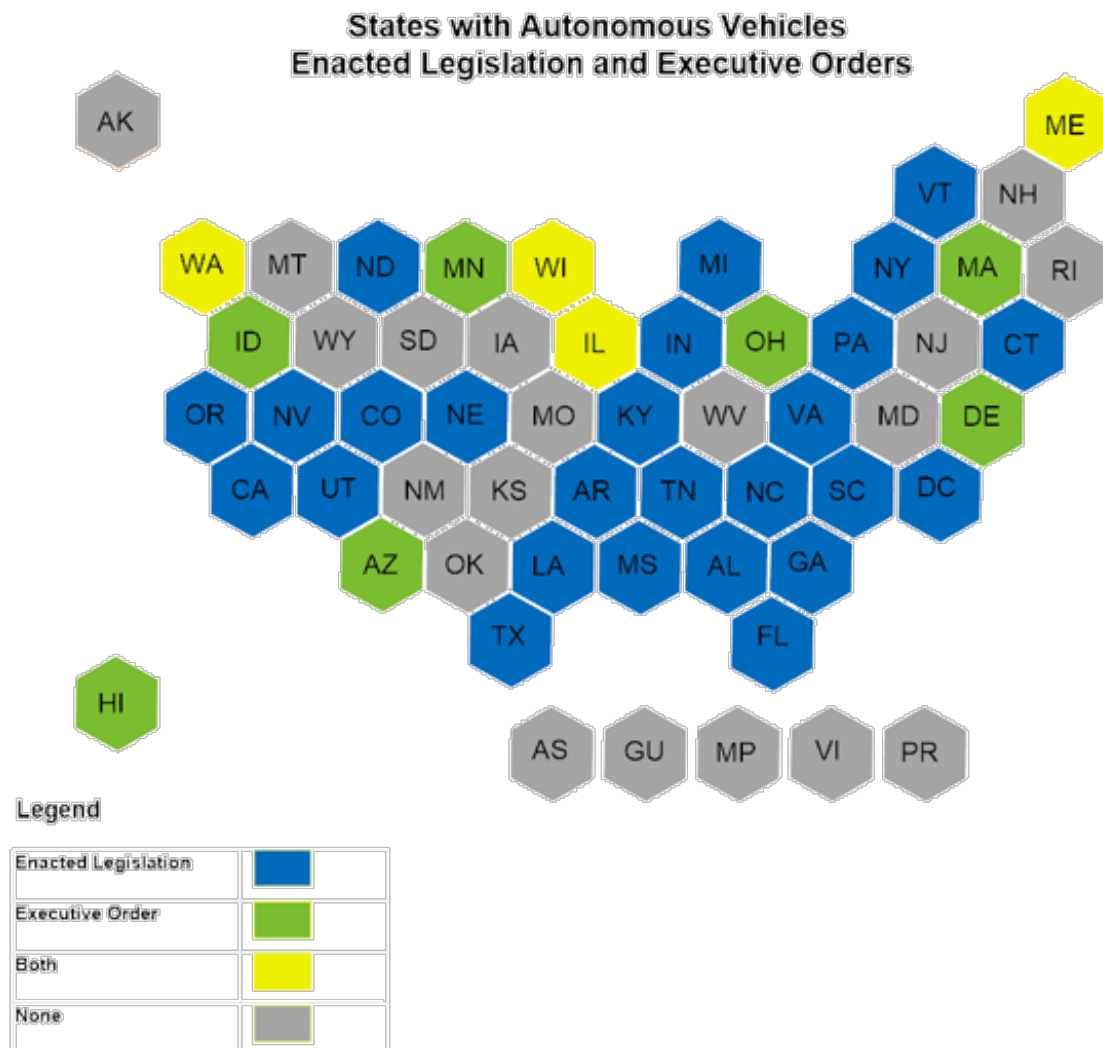 States with Autonomous Vehicles
Enacted Legislation and Executive Orders
AK
ME
VT NH
WA MT ND MN WI MI NY MA RI
ID WY SD IA IL IN OH PA NJ CT
OR NV CO NE MO KY WV VA MD DE
CA UT NM KS AR TN NC SC DC
AZ OK LA MS AL GA
TX FL
HI
AS GU MP VI PR
Legend
Enacted Legislation
Executive Order
Both
None